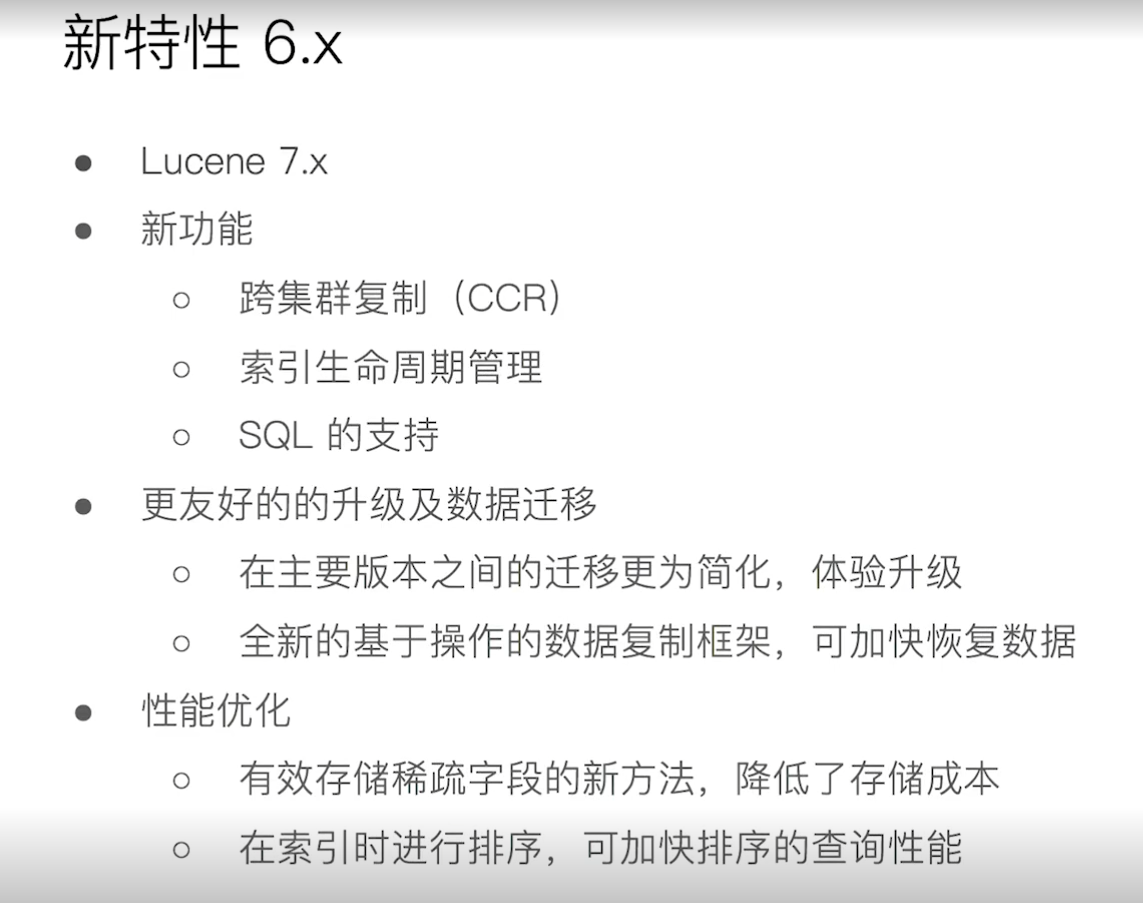 新特性 6.x
● Lucene 7.x
● 新功能
○ 跨集群复制（CCR）
○ 索引生命周期管理
○ SQL 的支持
● 更友好的的升级及数据迁移
○ 在主要版本之间的迁移更为简化，体验升级
○ 全新的基于操作的数据复制框架，可加快恢复数据
● 性能优化
○ 有效存储稀疏字段的新方法，降低了存储成本
○ 在索引时进行排序，可加快排序的查询性能